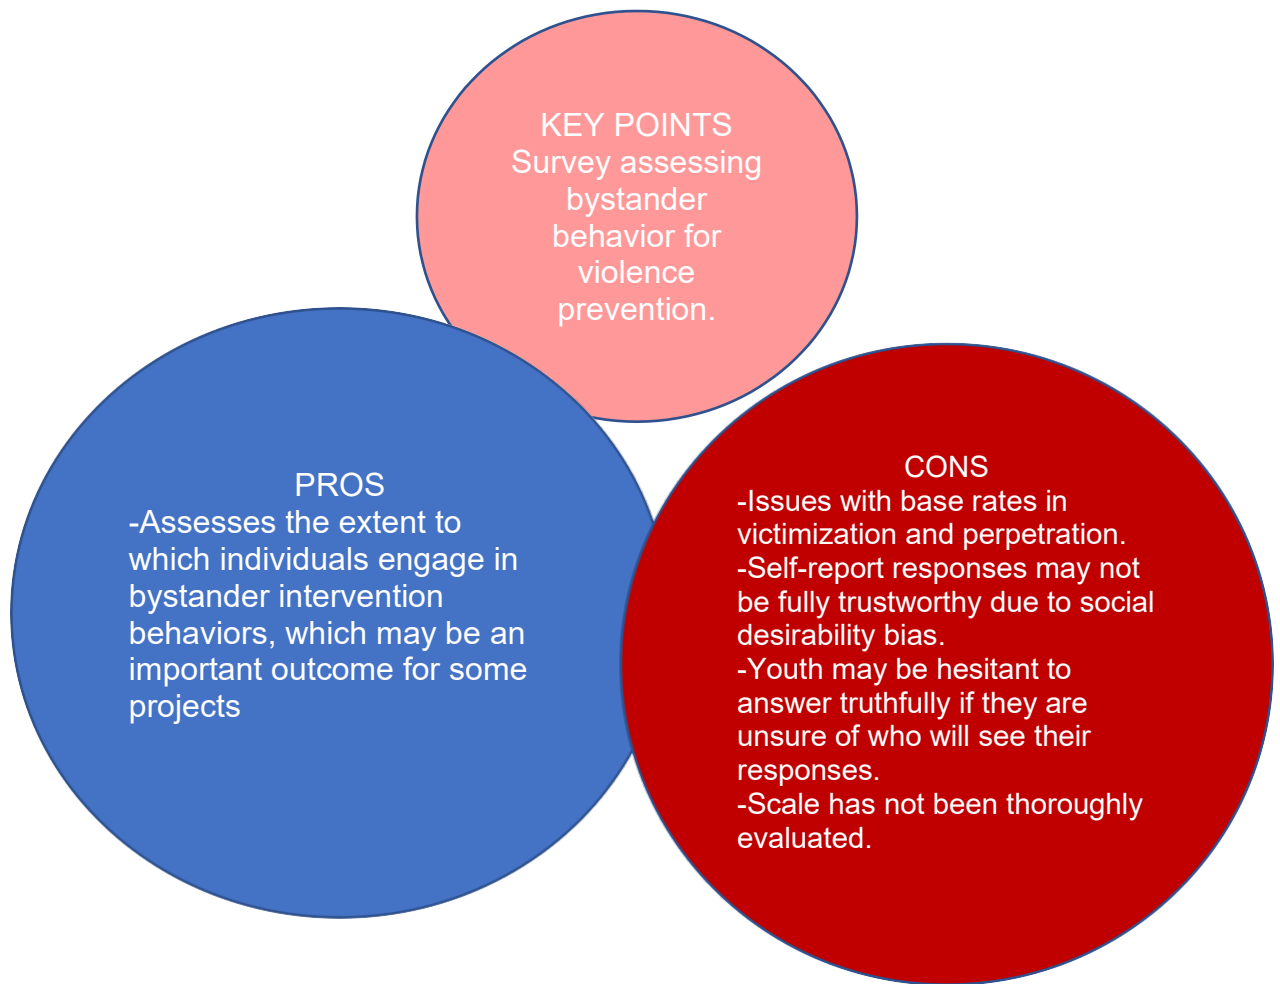 KEY POINTS
Survey assessing
bystander
behavior for
violence
prevention.
PROS
-Assesses the extent to
which individuals engage in
bystander intervention
behaviors, which may be an
important outcome for some
projects
CONS
-Issues with base rates in
victimization and perpetration.
-Self-report responses may not
be fully trustworthy due to social
desirability bias.
-Youth may be hesitant to
answer truthfully if they are
unsure of who will see their
responses.
-Scale has not been thoroughly
evaluated.